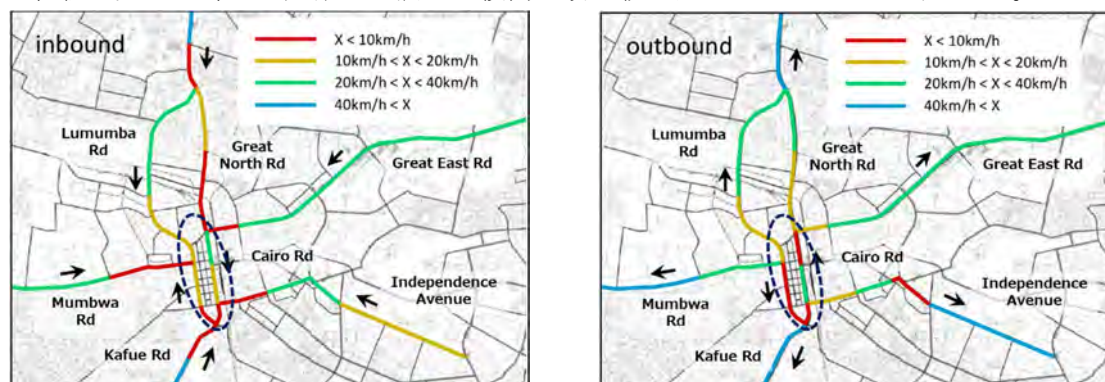 inbound
X < 10km/h
10km/h < X < 20km/h
20km/h < X < 40km/h
40km/h < X
Lumumba
Rd
Great
North Rd
Great East Rd
Cairo Rd
Independence
Avenue
Mumbwa
Rd
Kafue Rd
outbound
X < 10km/h
10km/h < X < 20km/h
20km/h < X < 40km/h
40km/h < X
Lumumba
Rd
Great
North Rd
Great East Rd
Cairo Rd
Independence
Avenue
Mumbwa
Rd
Kafue Rd